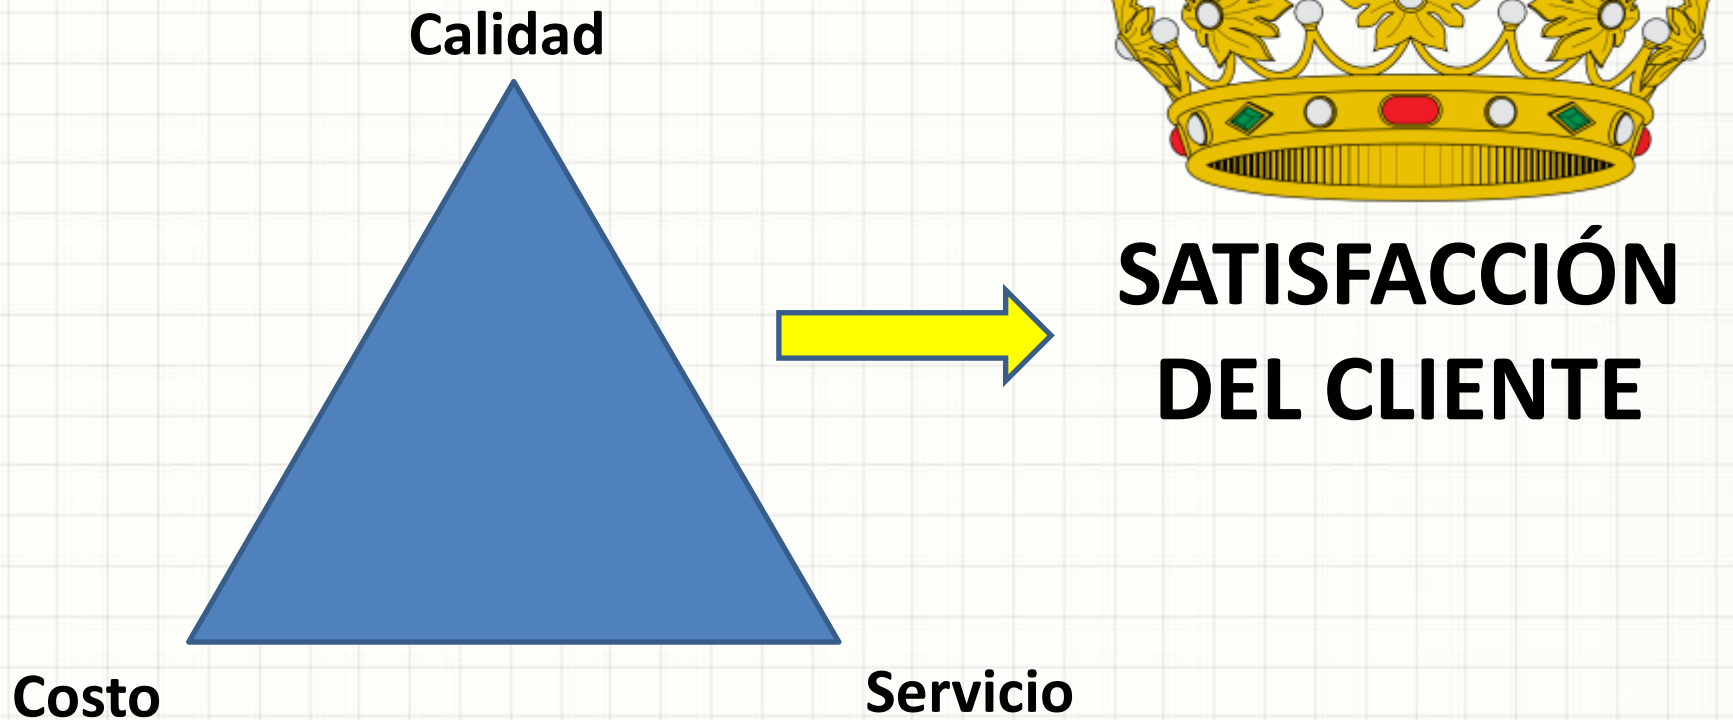 Calidad
SATISFACCIÓN
DEL CLIENTE
Costo
Servicio